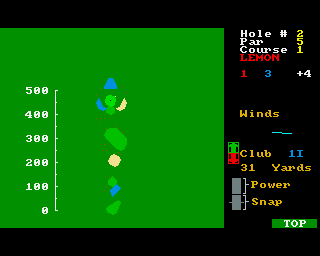 Hole # 2
Par 5
Course 1
LEMON
1 3 +4
Winds
500
400
300
200
100
0
Club 1I
31 Yards
Power
Snap
TOP